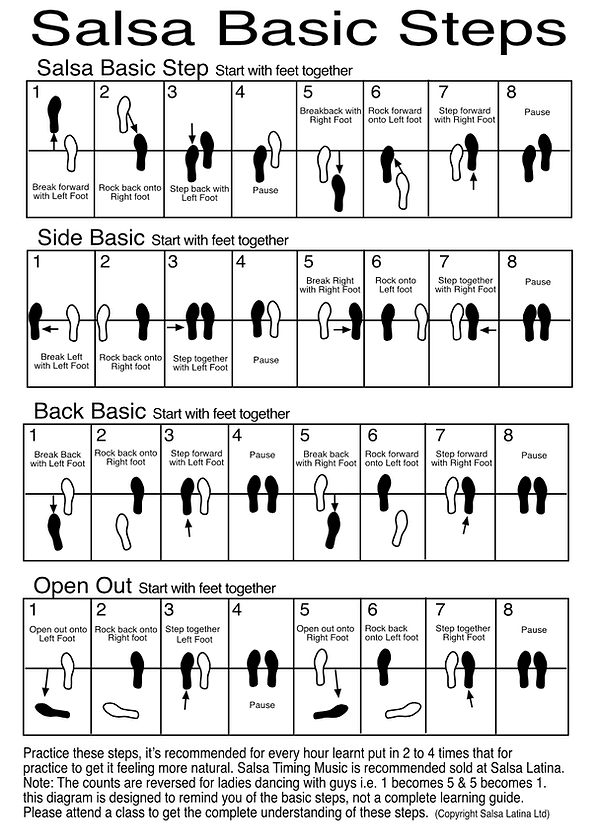 Salsa Basic Steps
Salsa Basic Step Start with feet together
1 2 3 4 5 6 7 8
Break forward
with Left Foot
Rock back onto
Right foot
Step back with
Left Foot
Pause
Breakback with
Right Foot
Rock forward
onto Left foot
Step forward
with Right Foot
Pause
Side Basic Start with feet together
1 2 3 4 5 6 7 8
Break Left
with Left Foot
Rock back onto
Right foot
Step together
with Left Foot
Pause
Break Right
with Right Foot
Rock onto
Left foot
Step together
with Right Foot
Pause
Back Basic Start with feet together
1 2 3 4 5 6 7 8
Break Back
with Left Foot
Rock back onto
Right foot
Step forward
with Left Foot
Pause
Break back
with Right Foot
Rock forward
onto Left foot
Step forward
with Right Foot
Pause
Open Out Start with feet together
1 2 3 4 5 6 7 8
Open out onto
Left Foot
Rock back onto
Right foot
Step together
Left Foot
Pause
Open out onto
Right Foot
Rock back
onto Left foot
Step together
Right Foot
Pause
Practice these steps, it's recommended for every hour learnt put in 2 to 4 times that for
practice to get it feeling more natural. Salsa Timing Music is recommended sold at Salsa Latina.
Note: The counts are reversed for ladies dancing with guys i.e. 1 becomes 5 & 5 becomes 1.
this diagram is designed to remind you of the basic steps, not a complete learning guide.
Please attend a class to get the complete understanding of these steps. (Copyright Salsa Latina Ltd)